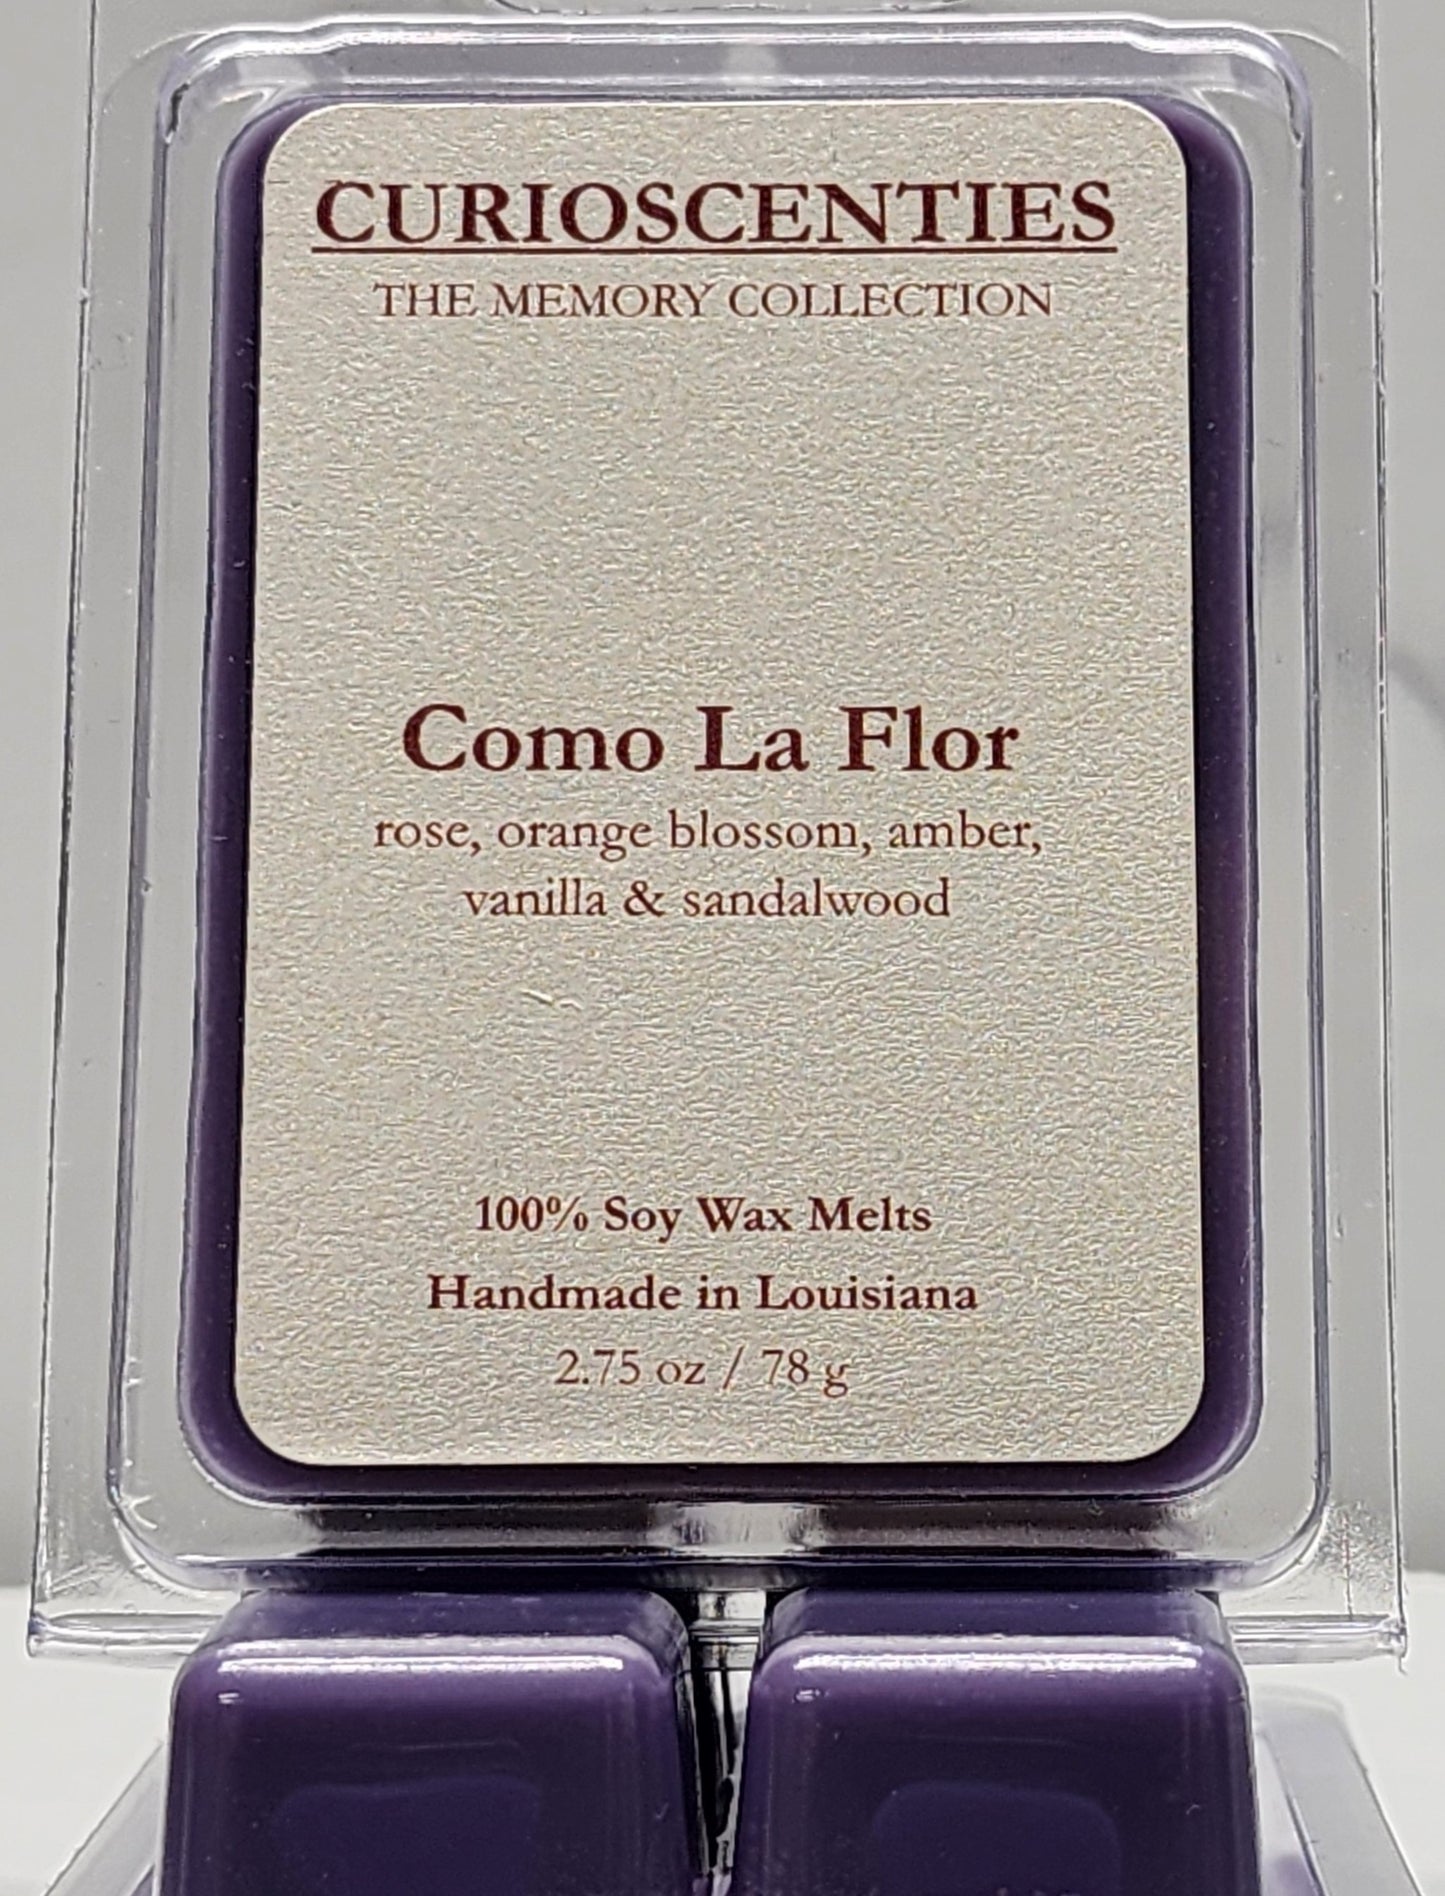 CURIOSCENTIES
THE MEMORY COLLECTION
Como La Flor
rose, orange blossom, amber,
vanilla & sandalwood
100% Soy Wax Melts
Handmade in Louisiana
2.75 oz / 78 g